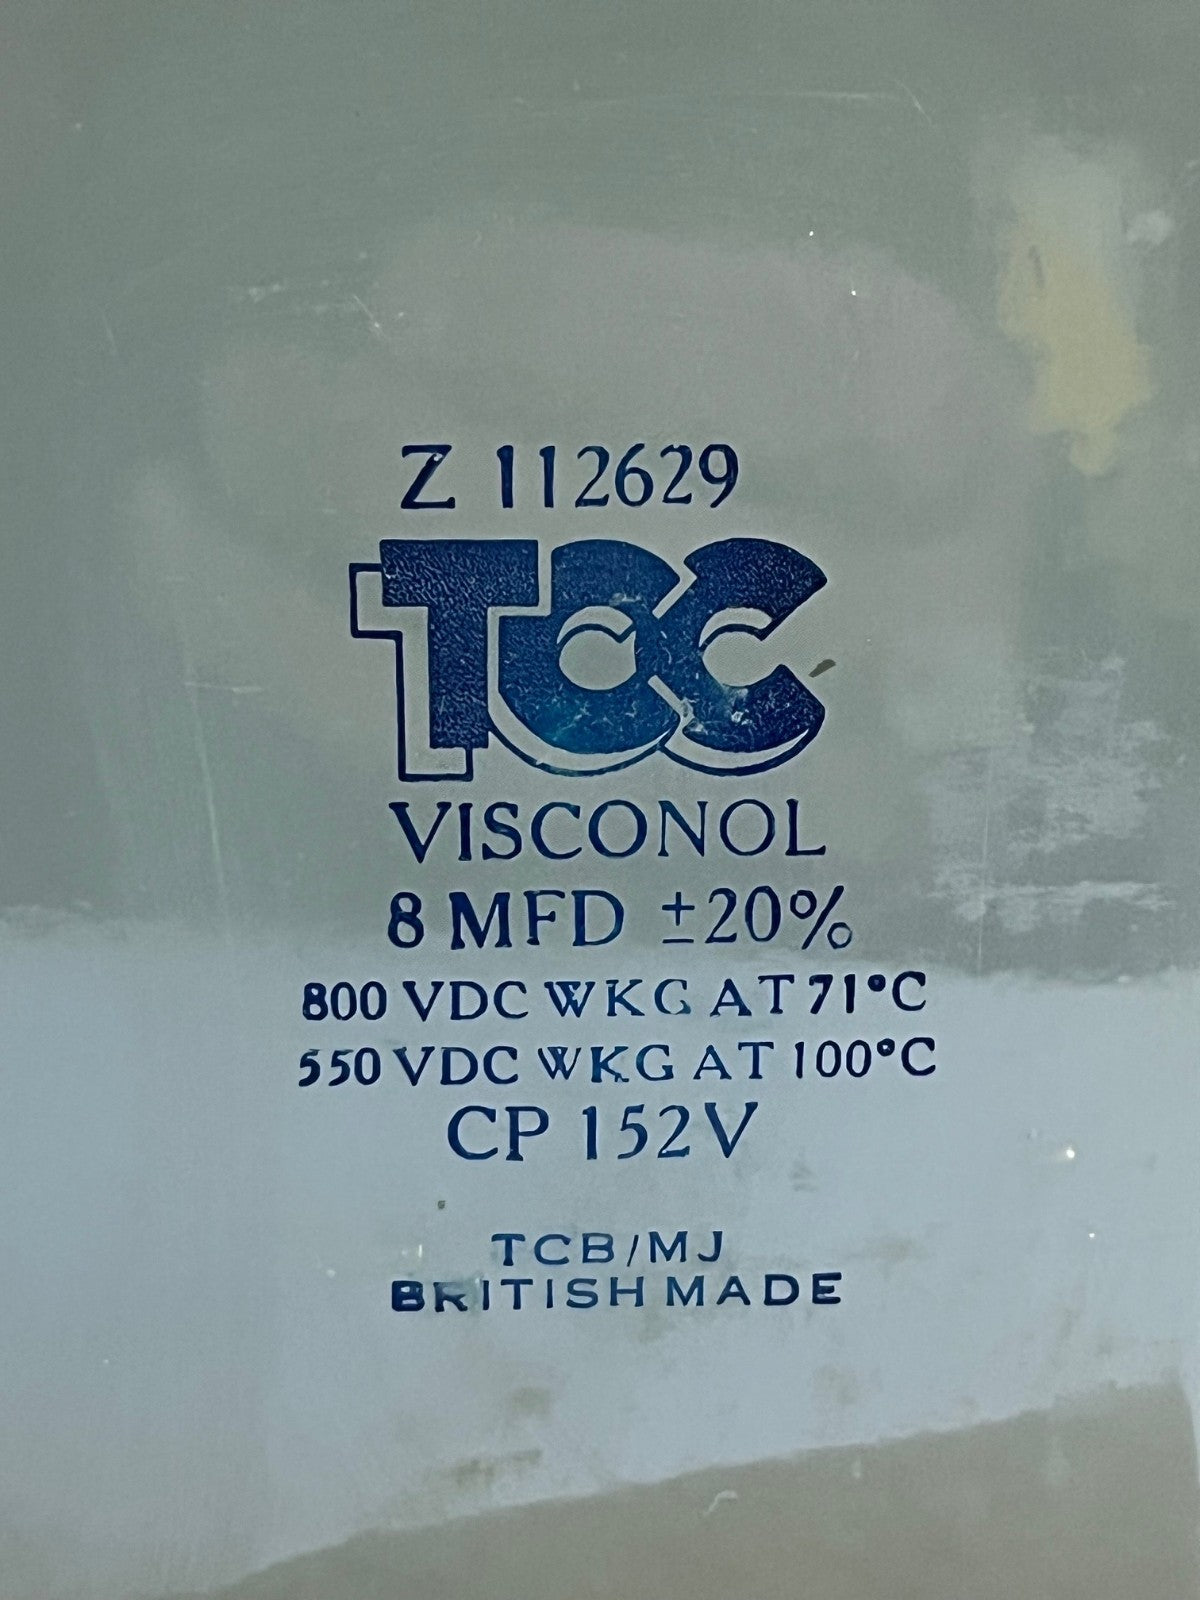 Z 112629
TCC
VISCONOL
8 MFD ±20%
800 VDC WKG AT 71°C
550 VDC WKG AT 100°C
CP 152V
TCB/MJ
BRITISH MADE